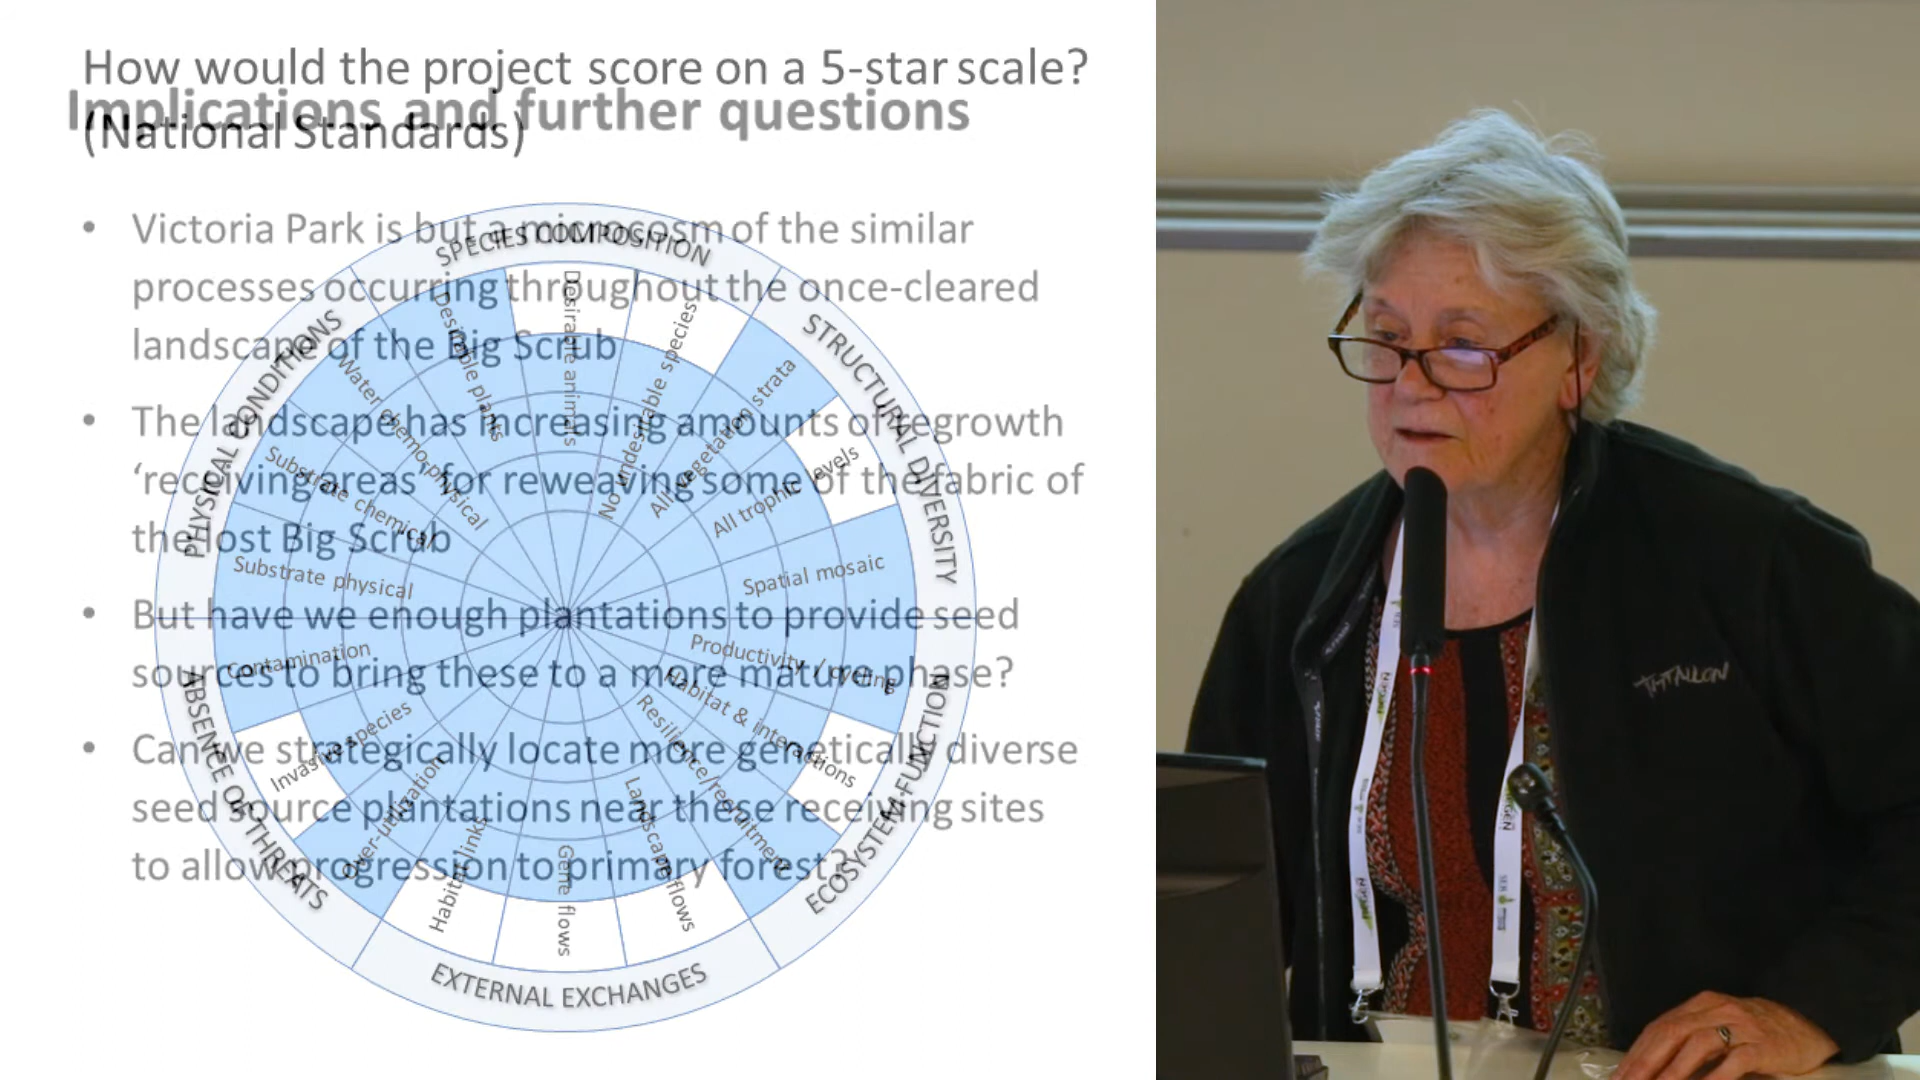 How would the project score on a 5-star scale?
(National Standards)
Implications and further questions
• Victoria Park is but a microcosm of the similar
processes occurring throughout the once-cleared
landscape of the Big Scrub
• The landscape has increasing amounts of regrowth
‘receiving areas’ for reweaving some of the fabric of
the lost Big Scrub
• But have we enough plantations to provide seed
sources to bring these to a more mature phase?
• Can we strategically locate more genetically diverse
seed source plantations near these receiving sites
to allow progression to primary forest?
SPECIES COMPOSITION
Desirable plants
Desirable animals
No undesirable species
STRUCTURAL DIVERSITY
All vegetation strata
All trophic levels
Spatial mosaic
ECOSYSTEM FUNCTION
Productivity / cycling
Habitat & interactions
Resilience/recruitment
EXTERNAL EXCHANGES
Landscape flows
Gene flows
Habitat links
ABSENCE OF THREATS
Over-utilization
Invasive species
Contamination
PHYSICAL CONDITIONS
Substrate physical
Substrate chemical
Water chemo-physical